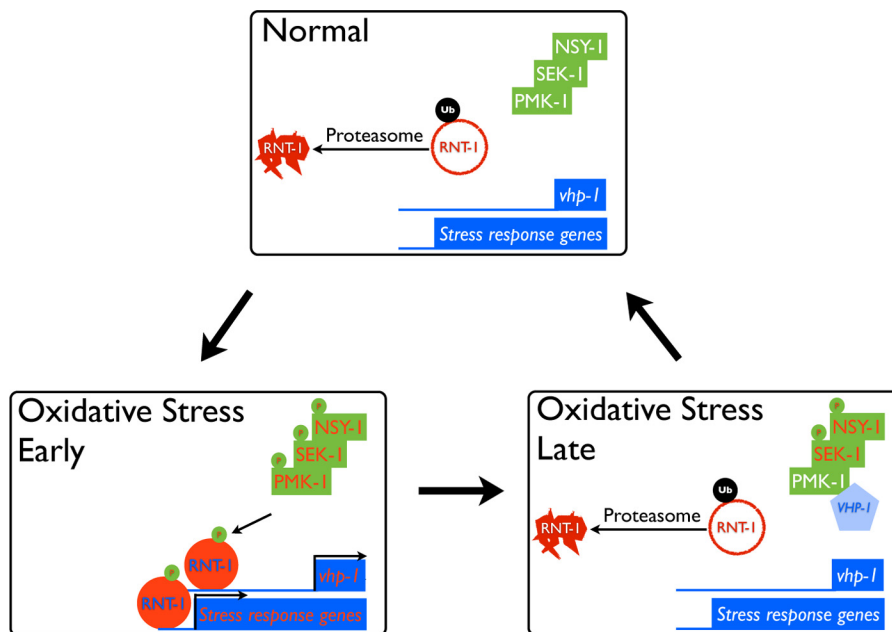 Normal
NSY-1
SEK-1
PMK-1
Ub
Proteasome
RNT-1
RNT-1
vhp-1
Stress response genes
Oxidative Stress
Early
P
NSY-1
P
SEK-1
P
PMK-1
P
RNT-1
P
RNT-1
vhp-1
Stress response genes
Oxidative Stress
Late
P
NSY-1
P
SEK-1
PMK-1
VHP-1
Ub
Proteasome
RNT-1
RNT-1
vhp-1
Stress response genes